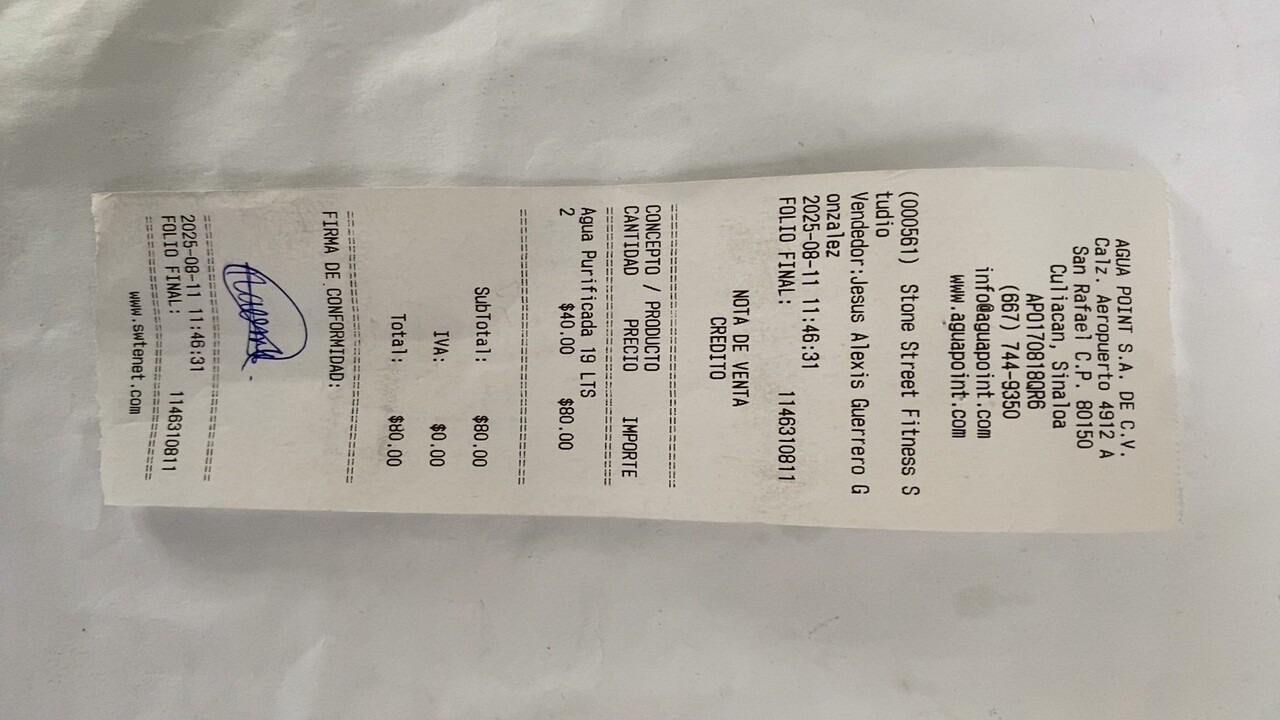 AGUA POINT S.A. DE C.V.
Calz. Aeropuerto 4912 A
San Rafael C.P. 80150
Culiacan, Sinaloa
APO170818QR6
(667) 744-9350
info@aguapoint.com
www.aguapoint.com
(000561) Stone Street Fitness S
tudio
Vendedor:Jesus Alexis Guerrero G
onzalez
2025-08-11 11:46:31
FOLIO FINAL: 1146310811
NOTA DE VENTA
CREDITO
CONCEPTO / PRODUCTO
CANTIDAD PRECIO IMPORTE
Agua Purificada 19 LTS
2 $40.00 $80.00
SubTotal: $80.00
IVA: $0.00
Total: $80.00
FIRMA DE CONFORMIDAD:
2025-08-11 11:46:31
FOLIO FINAL: 1146310811
www.swtenet.com